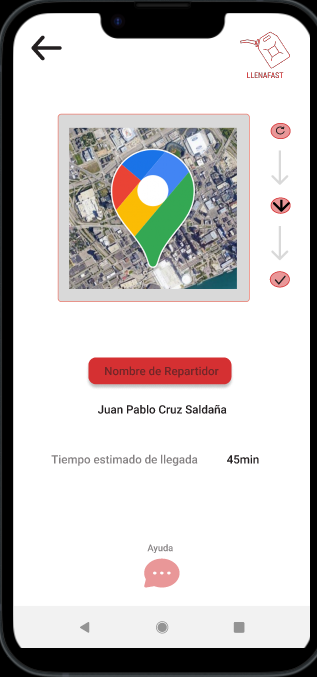 LLENAFAST
Nombre de Repartidor
Juan Pablo Cruz Saldaña
Tiempo estimado de llegada 45min
Ayuda